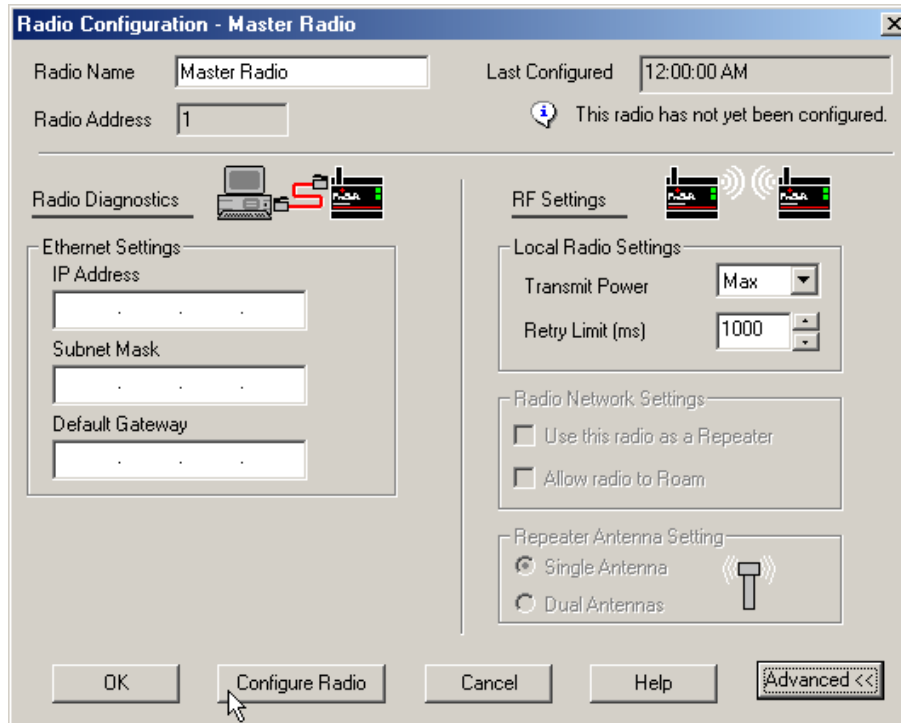 Radio Configuration - Master Radio
Radio Name Master Radio Last Configured 12:00:00 AM
Radio Address 1 This radio has not yet been configured.
Radio Diagnostics
Ethernet Settings
IP Address
. . .
Subnet Mask
. . .
Default Gateway
. . .
RF Settings
Local Radio Settings
Transmit Power Max
Retry Limit (ms) 1000
Radio Network Settings
Use this radio as a Repeater
Allow radio to Roam
Repeater Antenna Setting
Single Antenna
Dual Antennas
OK Configure Radio Cancel Help Advanced <<